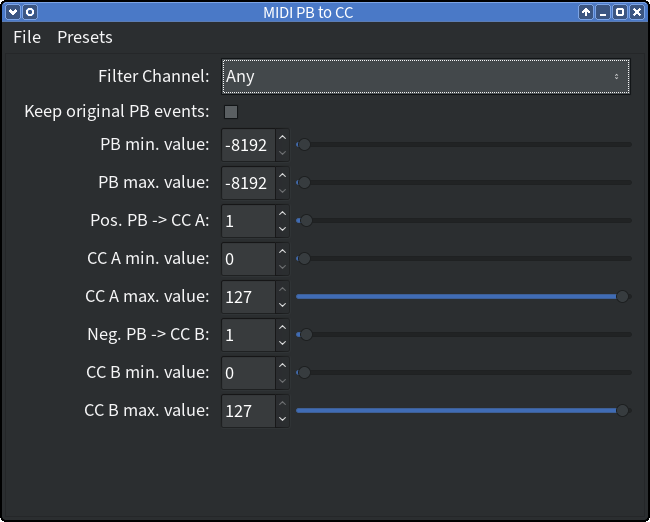 MIDI PB to CC
File Presets
Filter Channel: Any
Keep original PB events:
PB min. value: -8192
PB max. value: -8192
Pos. PB -> CC A: 1
CC A min. value: 0
CC A max. value: 127
Neg. PB -> CC B: 1
CC B min. value: 0
CC B max. value: 127